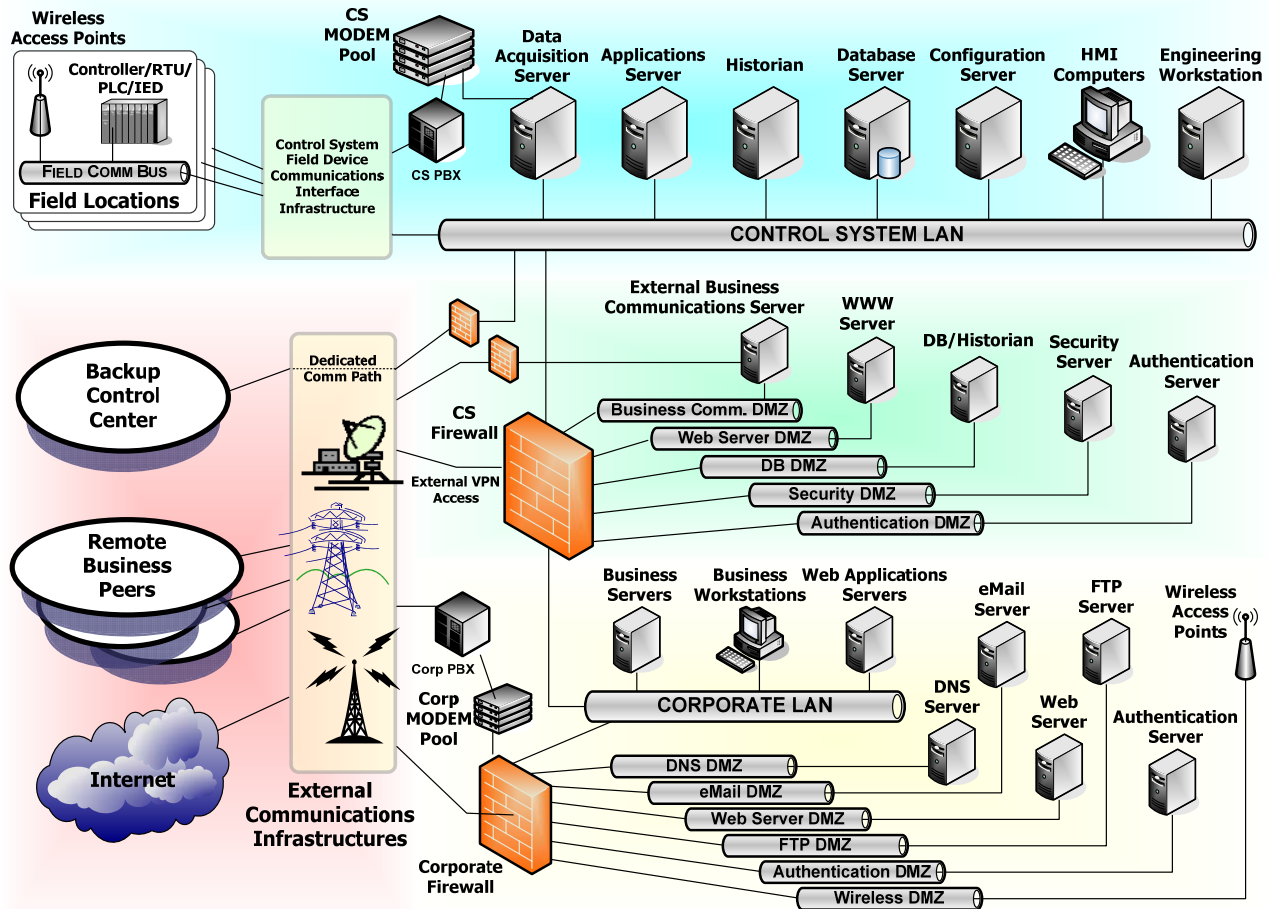 Wireless
Access Points
Controller/RTU/
PLC/IED
FIELD COMM BUS
Field Locations
CS
MODEM
Pool
CS PBX
Control System
Field Device
Communications
Interface
Infrastructure
Data
Acquisition
Server
Applications
Server
Historian
Database
Server
Configuration
Server
HMI
Computers
Engineering
Workstation
CONTROL SYSTEM LAN
External Business
Communications Server
WWW
Server
DB/Historian
Security
Server
Authentication
Server
Backup
Control
Center
Dedicated
Comm Path
CS
Firewall
External VPN
Access
Business Comm. DMZ
Web Server DMZ
DB DMZ
Security DMZ
Authentication DMZ
Remote
Business
Peers
Internet
External
Communications
Infrastructures
Corp PBX
Corp
MODEM
Pool
Corporate
Firewall
Business
Servers
Business
Workstations
Web Applications
Servers
eMail
Server
FTP
Server
Wireless
Access
Points
CORPORATE LAN
DNS
Server
Web
Server
Authentication
Server
DNS DMZ
eMail DMZ
Web Server DMZ
FTP DMZ
Authentication DMZ
Wireless DMZ